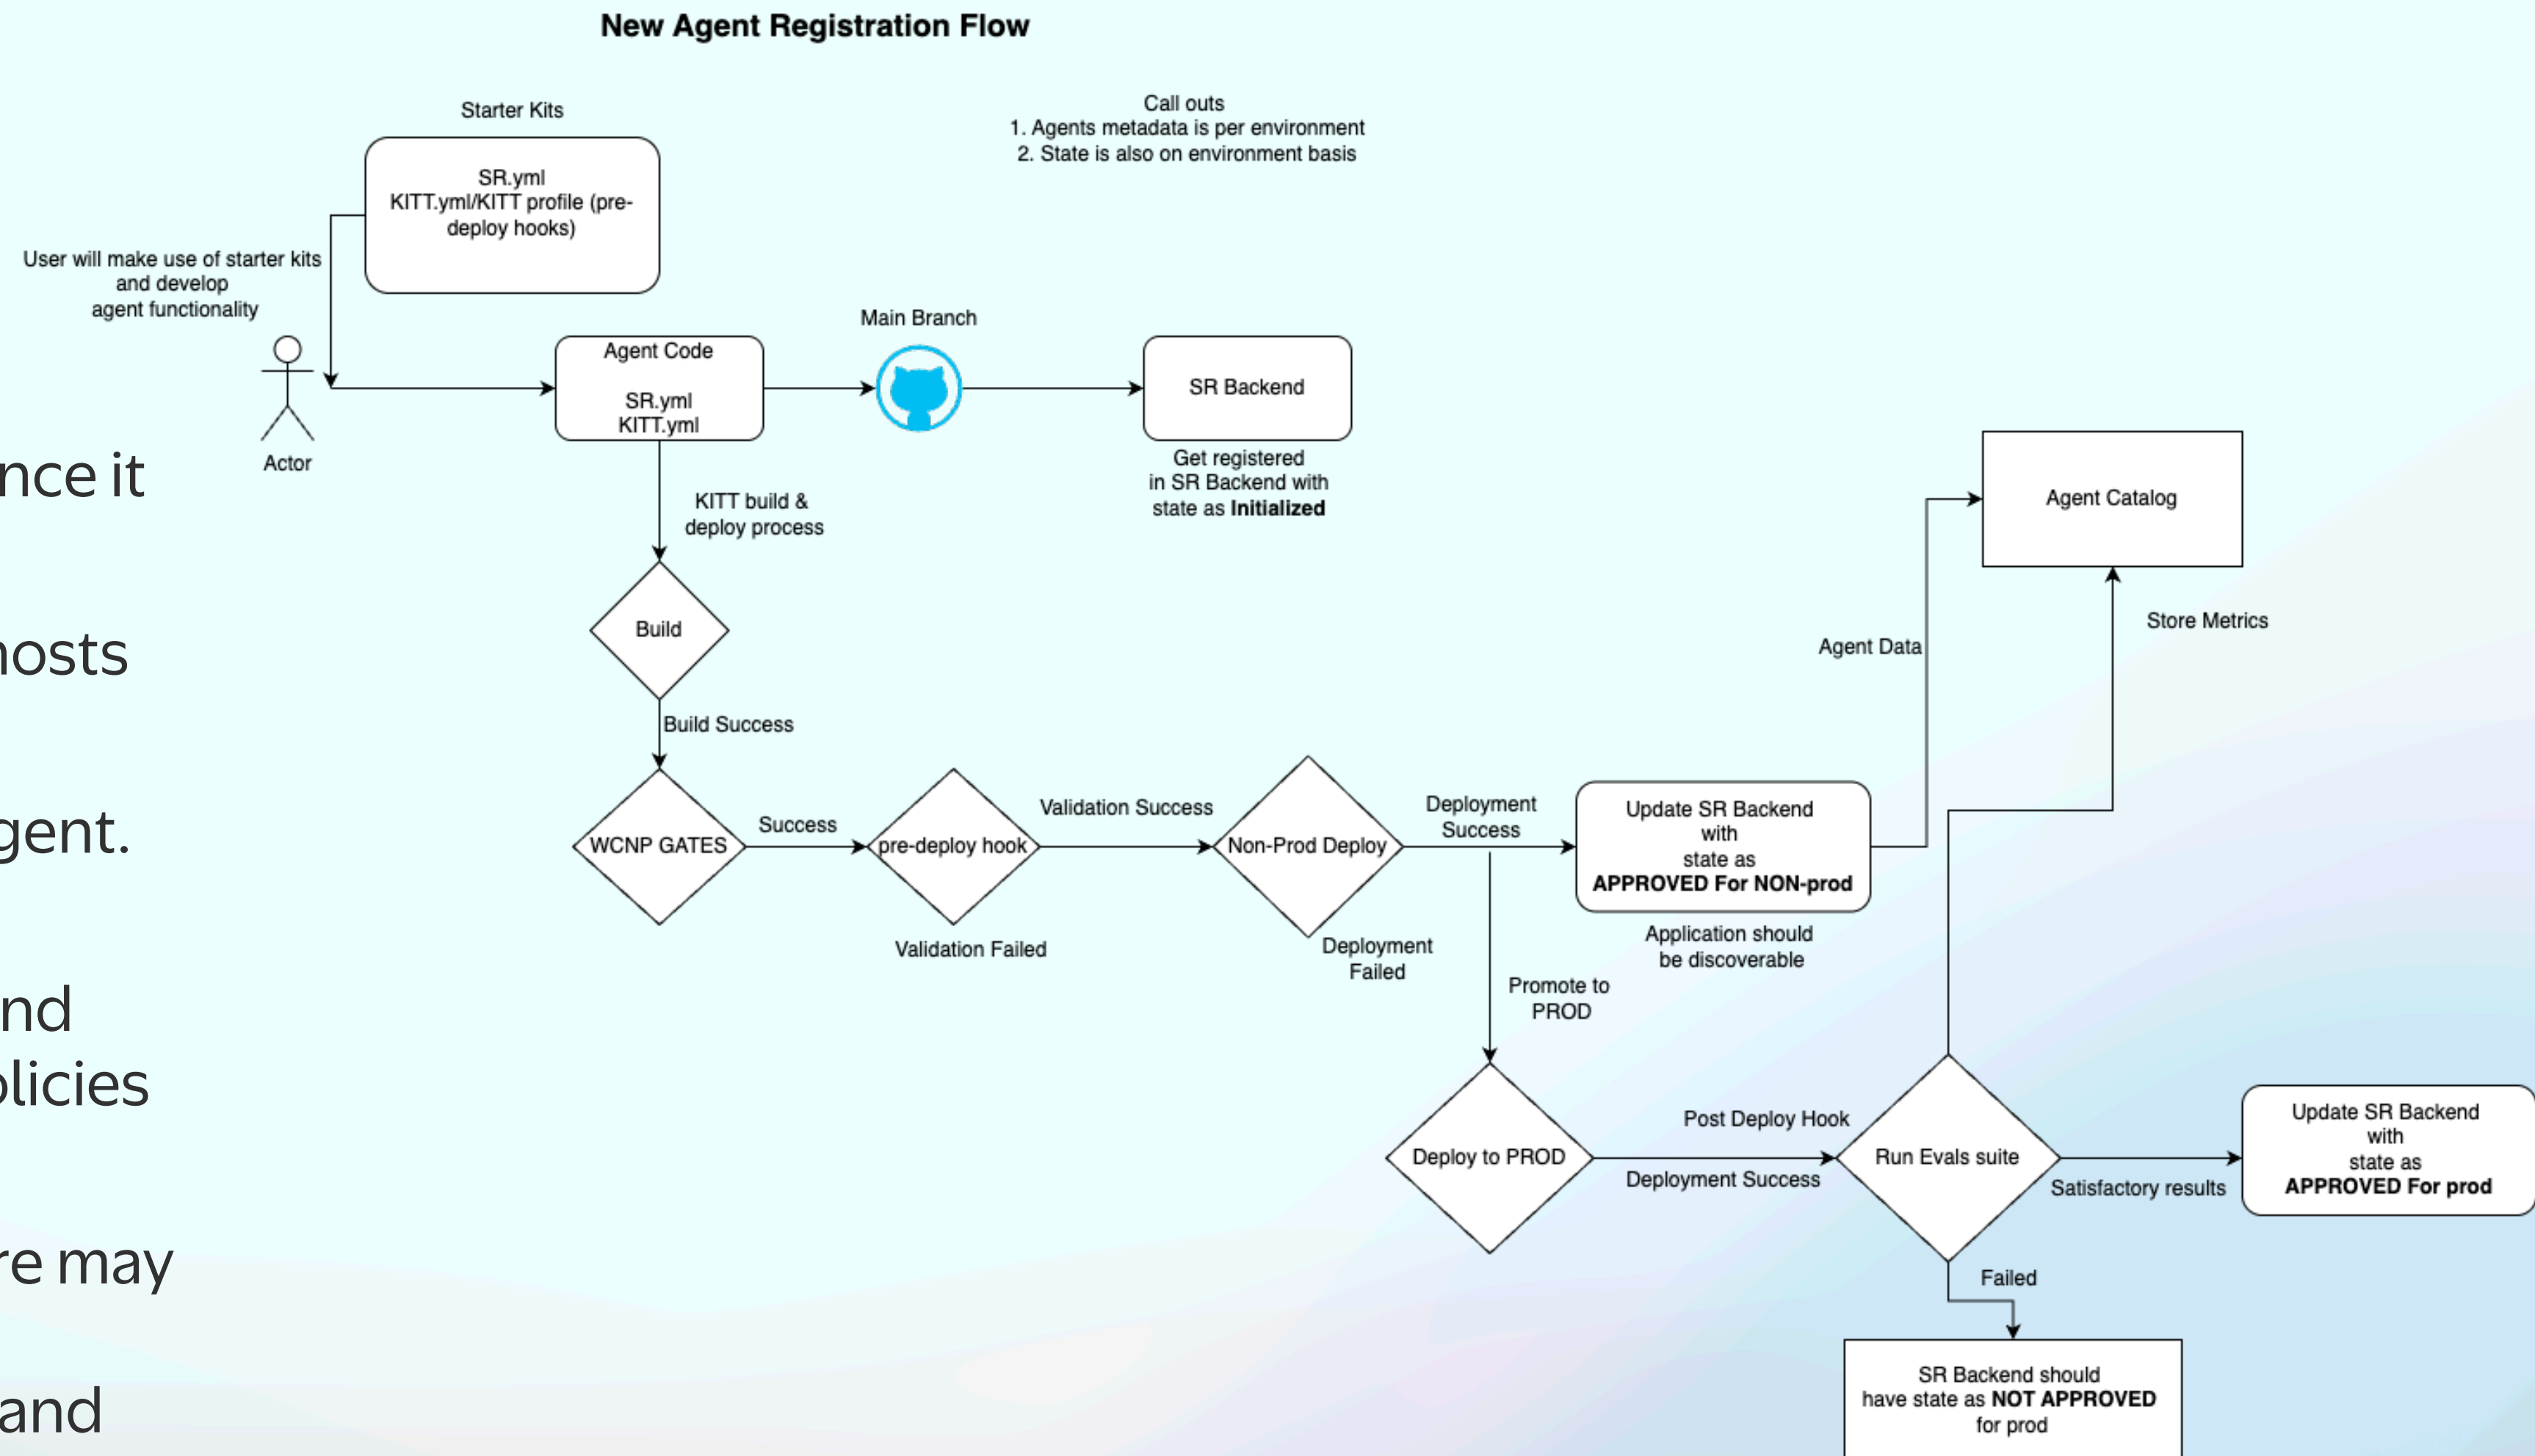 New Agent Registration Flow
Starter Kits
Call outs
1. Agents metadata is per environment
2. State is also on environment basis
SR.yml
KITT.yml/KITT profile (pre-
deploy hooks)
User will make use of starter kits
and develop
agent functionality
Actor
Agent Code
SR.yml
KITT.yml
Main Branch
SR Backend
Get registered
in SR Backend with
state as Initialized
KITT build &
deploy process
Build
Build Success
WCNP GATES
Success
pre-deploy hook
Validation Failed
Validation Success
Non-Prod Deploy
Deployment
Failed
Deployment
Success
Update SR Backend
with
state as
APPROVED For NON-prod
Application should
be discoverable
Agent Data
Agent Catalog
Store Metrics
Promote to
PROD
Deploy to PROD
Post Deploy Hook
Deployment Success
Run Evals suite
Satisfactory results
Update SR Backend
with
state as
APPROVED For prod
Failed
SR Backend should
have state as NOT APPROVED
for prod
it
may
and